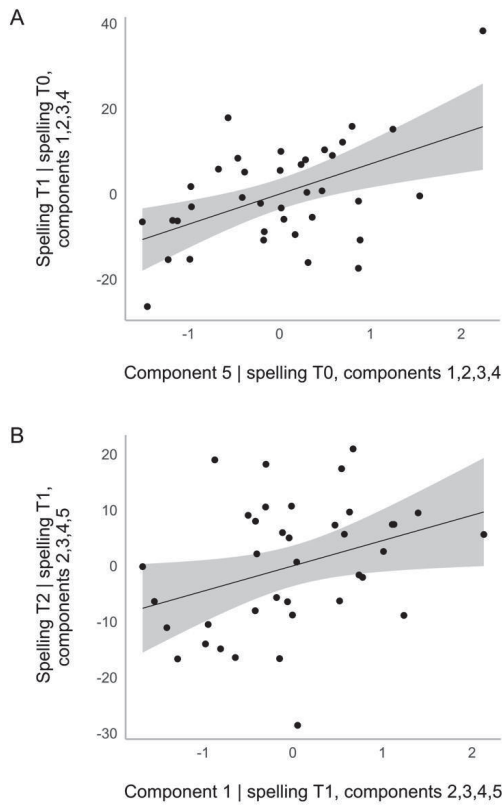 A
Spelling T1 | spelling T0,
components 1,2,3,4
40
20
0
-20
-1
0
1
2
Component 5 | spelling T0, components 1,2,3,4
B
Spelling T2 | spelling T1,
components 2,3,4,5
20
10
0
-10
-20
-30
-1
0
1
2
Component 1 | spelling T1, components 2,3,4,5